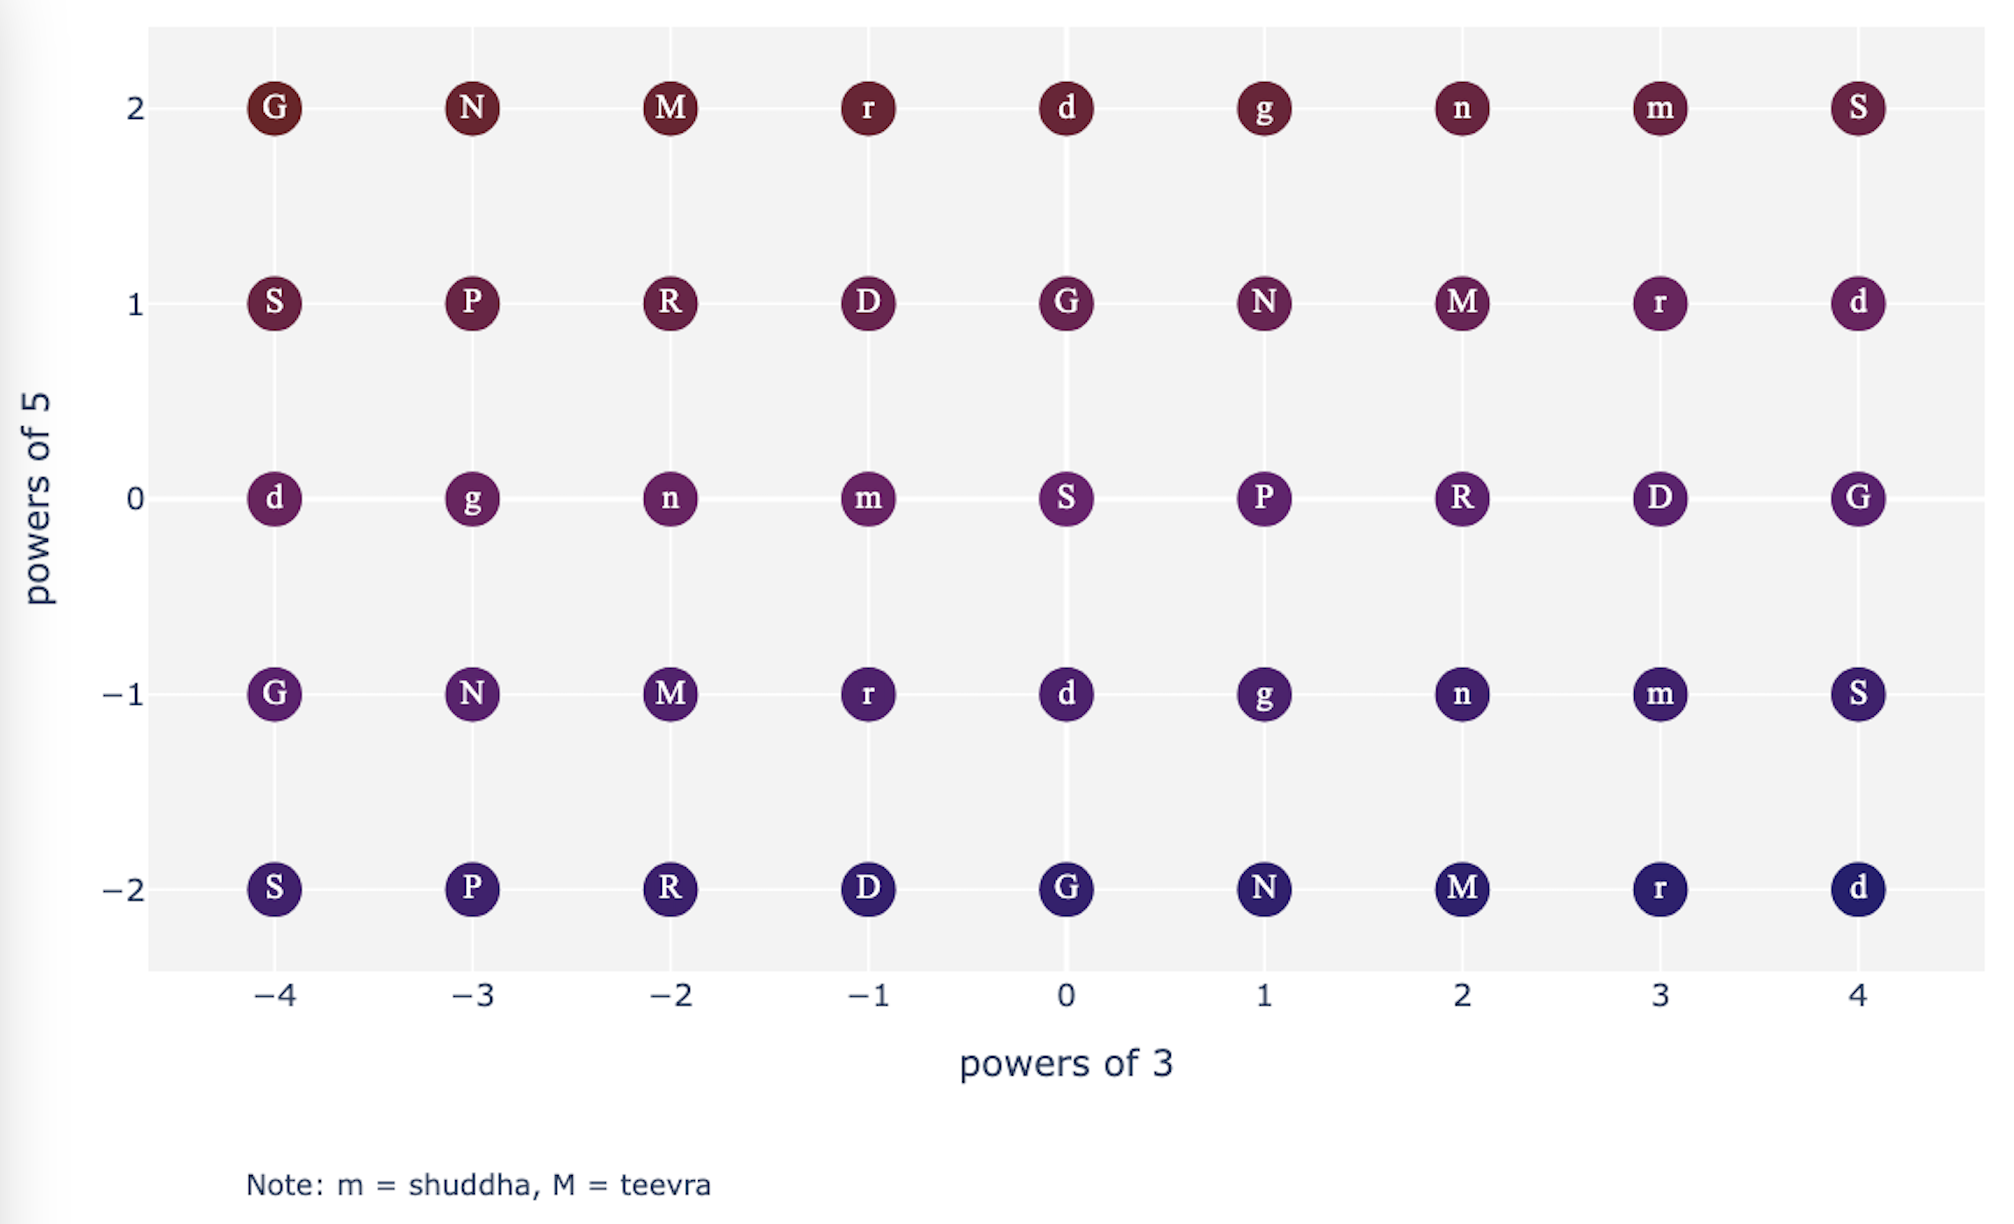 2 G N M r d g n m S
1 S P R D G N M r d
0 d g n m S P R D G
−1 G N M r d g n m S
−2 S P R D G N M r d
−4 −3 −2 −1 0 1 2 3 4
powers of 5
powers of 3
Note: m = shuddha, M = teevra